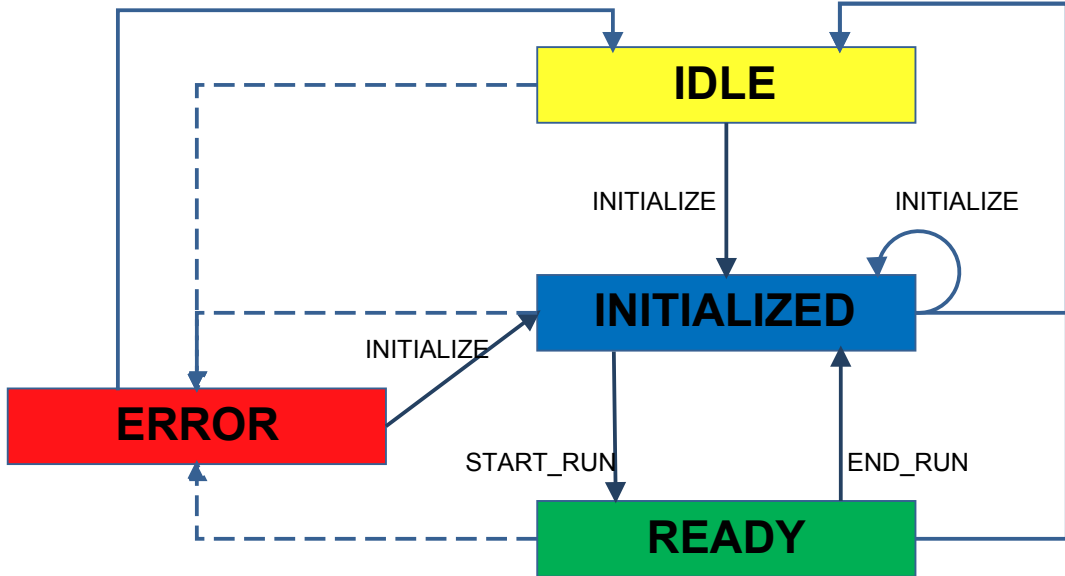 IDLE
INITIALIZE
INITIALIZE
INITIALIZED
INITIALIZE
ERROR
START_RUN
END_RUN
READY